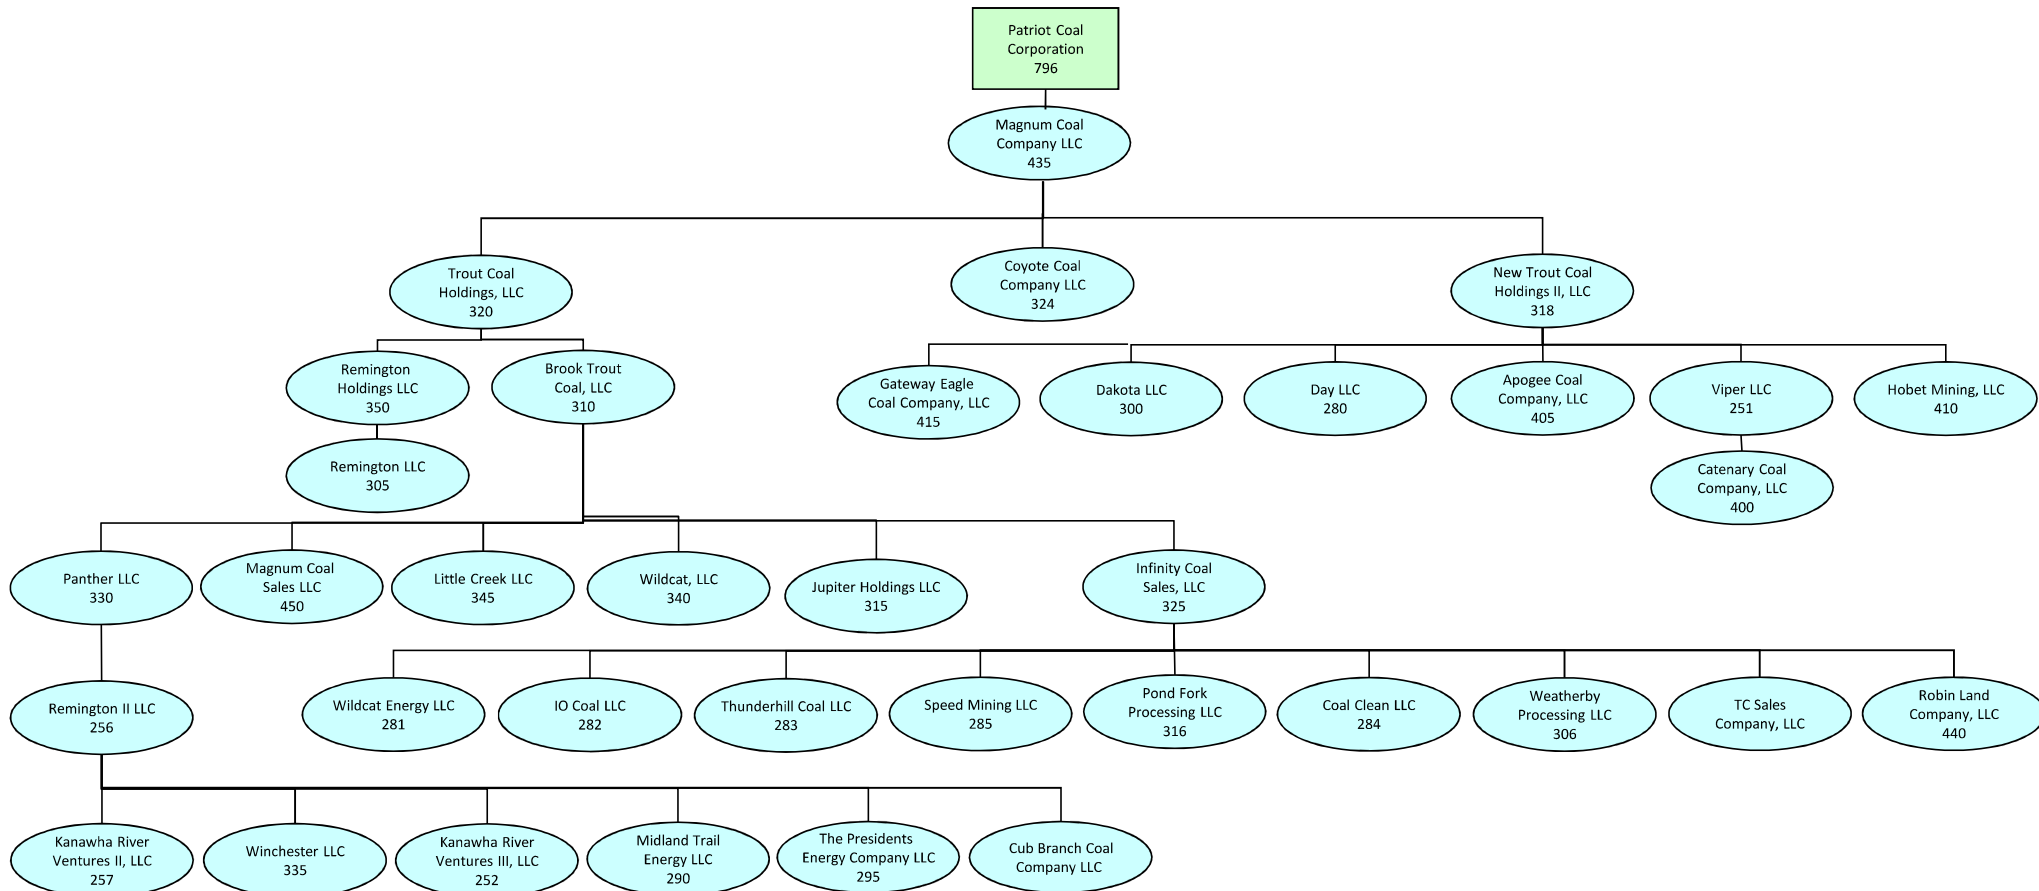 Patriot Coal
Corporation
796
Magnum Coal
Company LLC
435
Trout Coal
Holdings, LLC
320
Coyote Coal
Company LLC
324
New Trout Coal
Holdings II, LLC
318
Remington
Holdings LLC
350
Brook Trout
Coal, LLC
310
Gateway Eagle
Coal Company, LLC
415
Dakota LLC
300
Day LLC
280
Apogee Coal
Company, LLC
405
Viper LLC
251
Hobet Mining, LLC
410
Remington LLC
305
Catenary Coal
Company, LLC
400
Panther LLC
330
Magnum Coal
Sales LLC
450
Little Creek LLC
345
Wildcat, LLC
340
Jupiter Holdings LLC
315
Infinity Coal
Sales, LLC
325
Remington II LLC
256
Wildcat Energy LLC
281
IO Coal LLC
282
Thunderhill Coal LLC
283
Speed Mining LLC
285
Pond Fork
Processing LLC
316
Coal Clean LLC
284
Weatherby
Processing LLC
306
TC Sales
Company, LLC
Robin Land
Company, LLC
440
Kanawha River
Ventures II, LLC
257
Winchester LLC
335
Kanawha River
Ventures III, LLC
252
Midland Trail
Energy LLC
290
The Presidents
Energy Company LLC
295
Cub Branch Coal
Company LLC